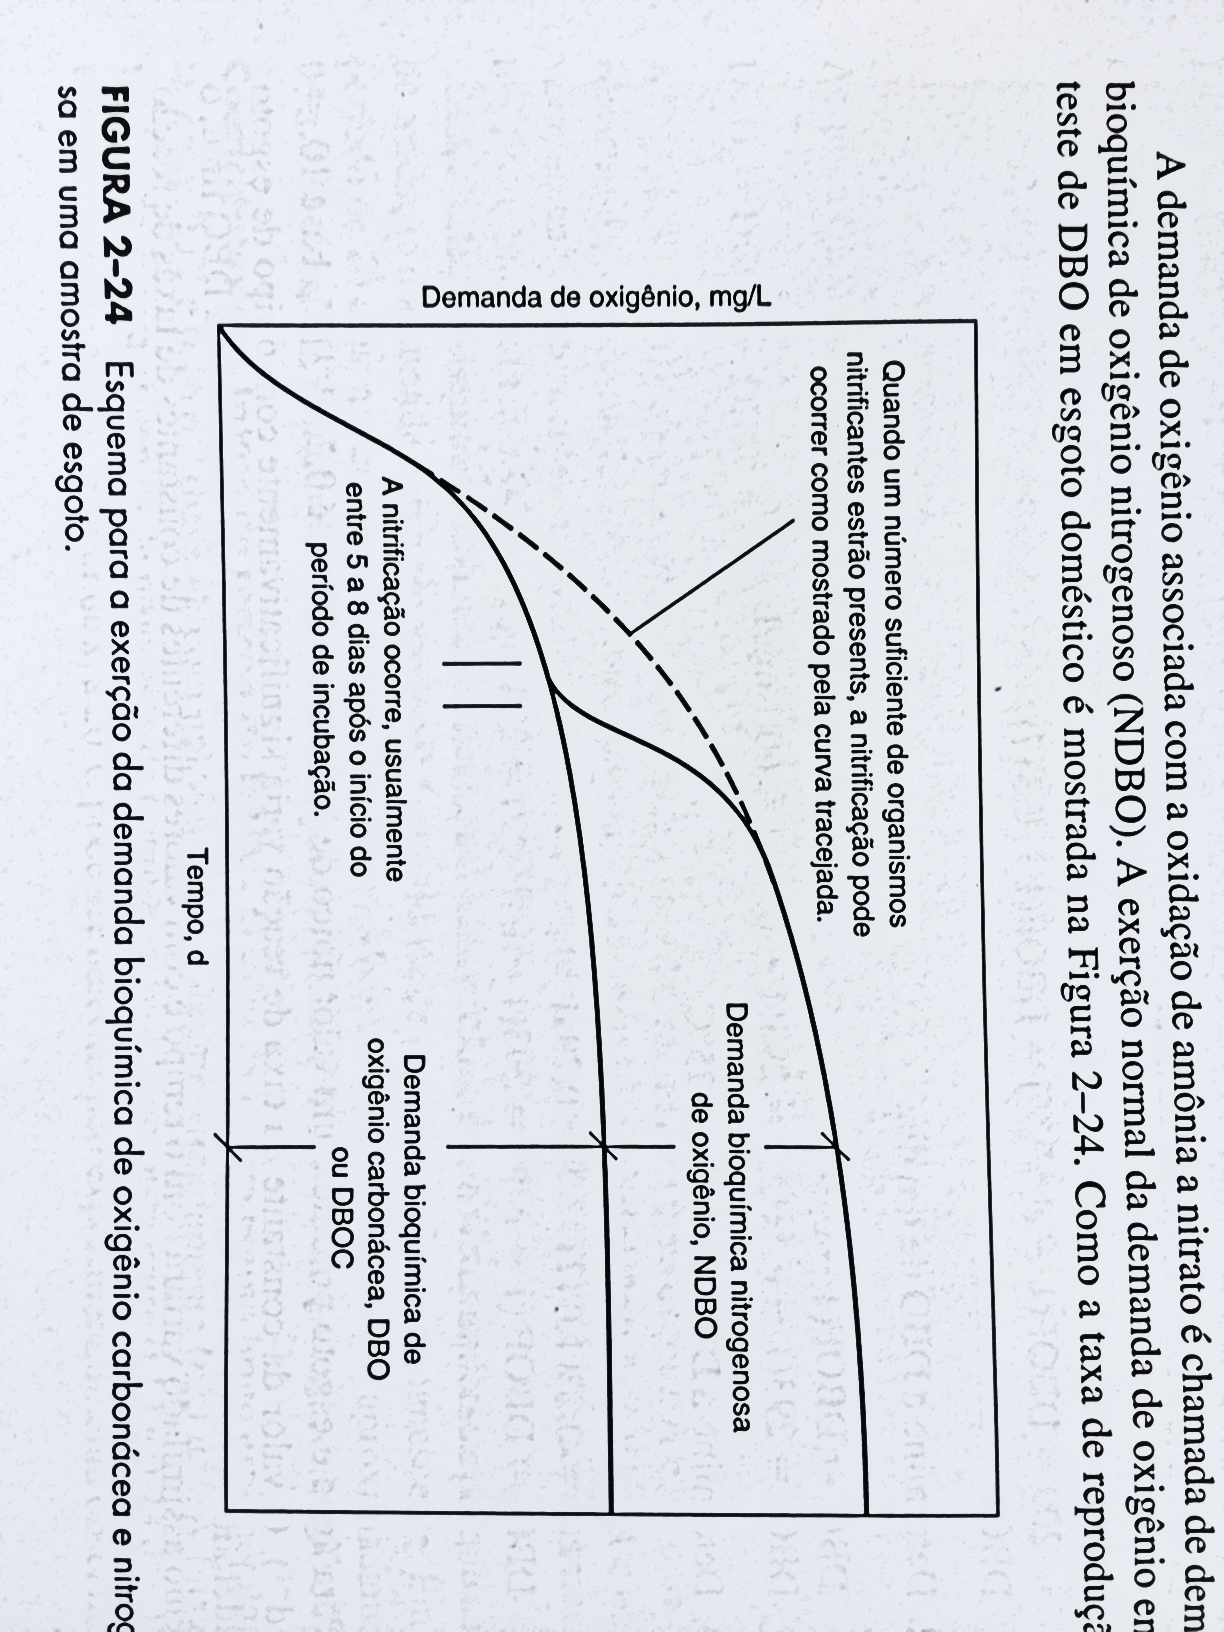 A demanda de oxigênio associada com a oxidação de amônia a nitrato é chamada de dem
bioquímica de oxigênio nitrogenoso (NDBO). A exerção normal da demanda de oxigênio en
teste de DBO em esgoto doméstico é mostrada na Figura 2–24. Como a taxa de reproduçã
Demanda de oxigênio, mg/L
Quando um número suficiente de organismos
nitrificantes estrão presents, a nitrificação pode
ocorrer como mostrado pela curva tracejada.
Demanda bioquímica nitrogenosa
de oxigênio, NDBO
A nitrificação ocorre, usualmente
entre 5 a 8 dias após o início do
período de incubação.
Demanda bioquímica de
oxigênio carbonácea, DBO
ou DBOC
Tempo, d
FIGURA 2–24 Esquema para a exerção da demanda bioquímica de oxigênio carbonácea e nitrog
sa em uma amostra de esgoto.